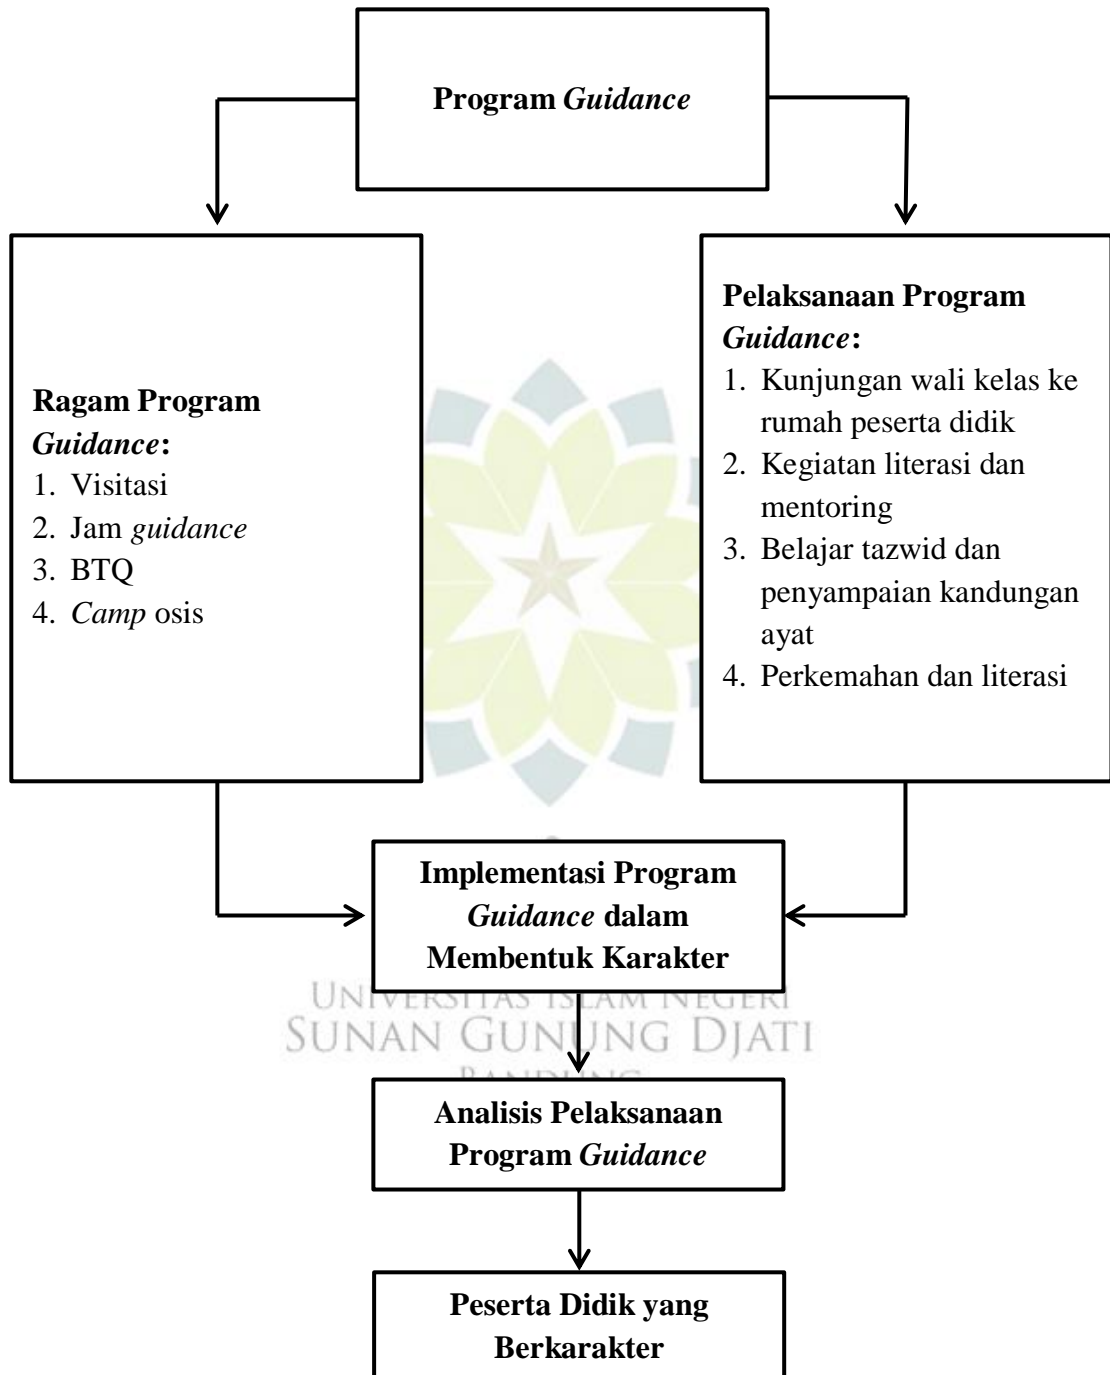 Program Guidance
Ragam Program
Guidance:
1. Visitasi
2. Jam guidance
3. BTQ
4. Camp osis
Pelaksanaan Program
Guidance:
1. Kunjungan wali kelas ke
rumah peserta didik
2. Kegiatan literasi dan
mentoring
3. Belajar tazwid dan
penyampaian kandungan
ayat
4. Perkemahan dan literasi
Implementasi Program
Guidance dalam
Membentuk Karakter
UNIVERSITAS ISLAM NEGERI
SUNAN GUNUNG DJATI
BANDUNG
Analisis Pelaksanaan
Program Guidance
Peserta Didik yang
Berkarakter